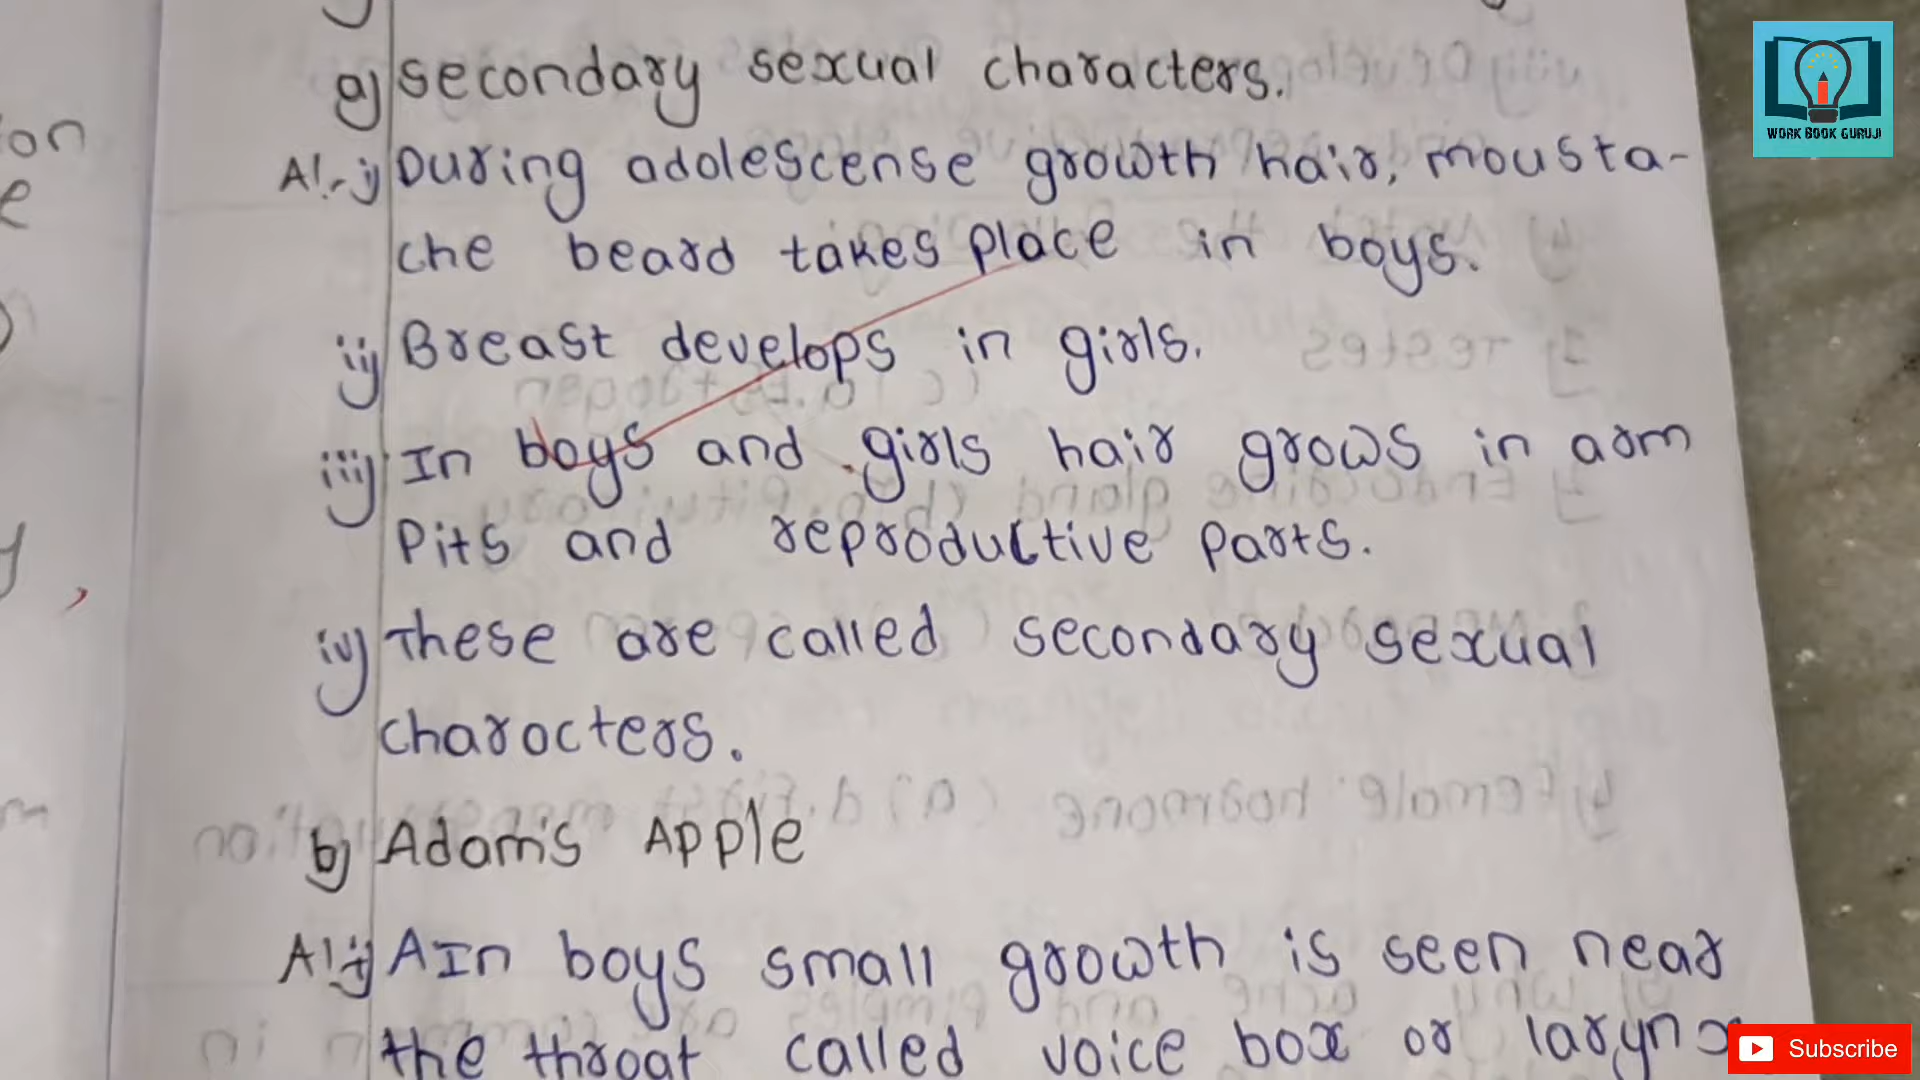 a) secondary sexual characters.
A!-i) During adolescense growth hair, mousta-
che beard takes place in boys.
ii) Breast develops in girls.
iii) In boys and girls hair grows in arm
Pits and reproductive parts.
iv) These are called secondary sexual
charocters.
b) Adam's Apple
A!-i) A In boys small growth is seen near
the throat called voice box or larynx
WORK BOOK GURUJI
Subscribe